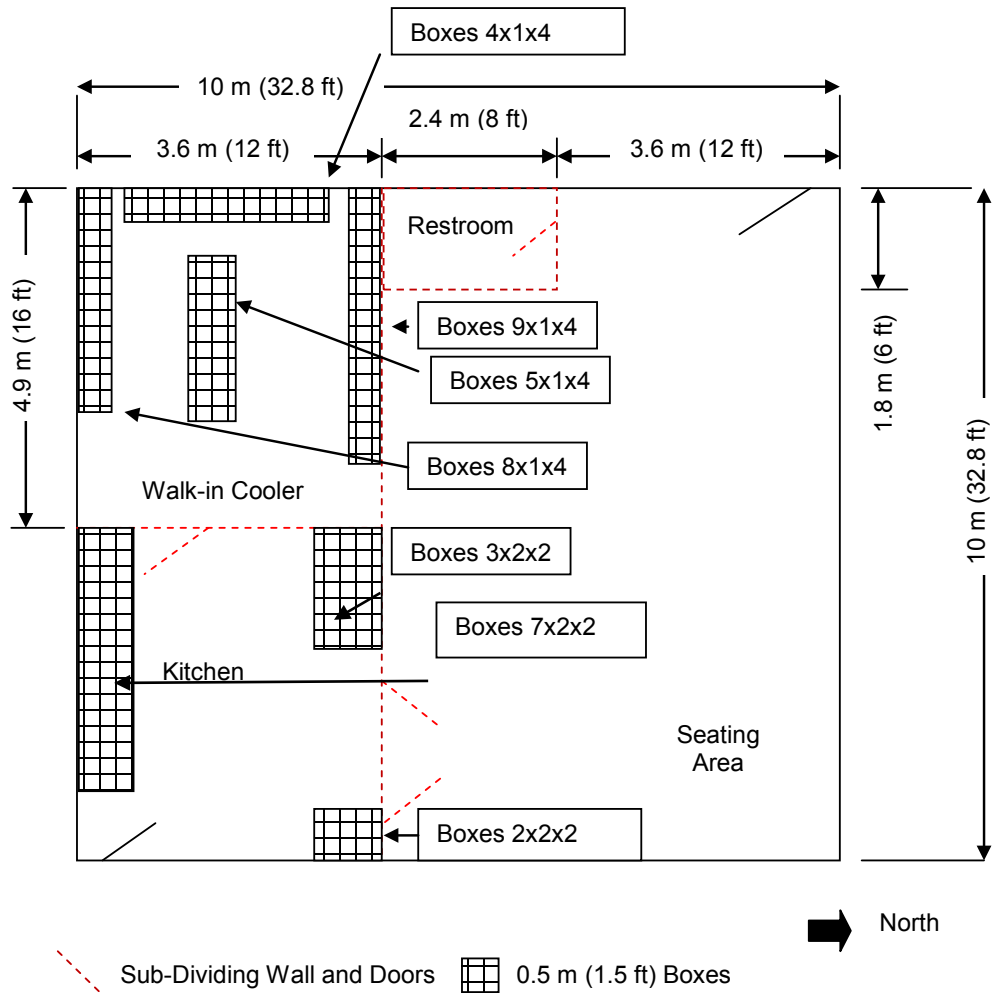 Boxes 4x1x4
10 m (32.8 ft)
2.4 m (8 ft)
3.6 m (12 ft)
3.6 m (12 ft)
Restroom
4.9 m (16 ft)
Boxes 9x1x4
Boxes 5x1x4
1.8 m (6 ft)
Boxes 8x1x4
Walk-in Cooler
10 m (32.8 ft)
Boxes 3x2x2
Boxes 7x2x2
Kitchen
Seating
Area
Boxes 2x2x2
North
Sub-Dividing Wall and Doors
0.5 m (1.5 ft) Boxes